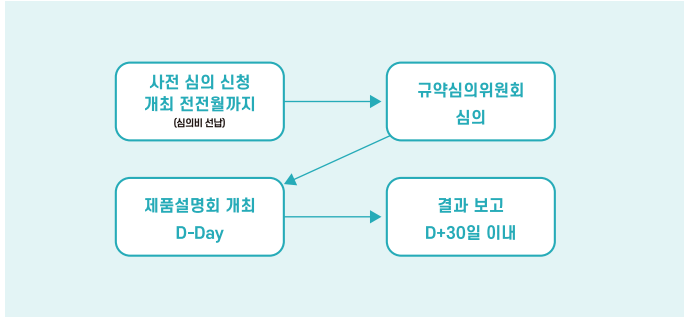 사전 심의 신청
개최 전전월까지
(심의비 선납)
규약심의위원회
심의
제품설명회 개최
D-Day
결과 보고
D+30일 이내